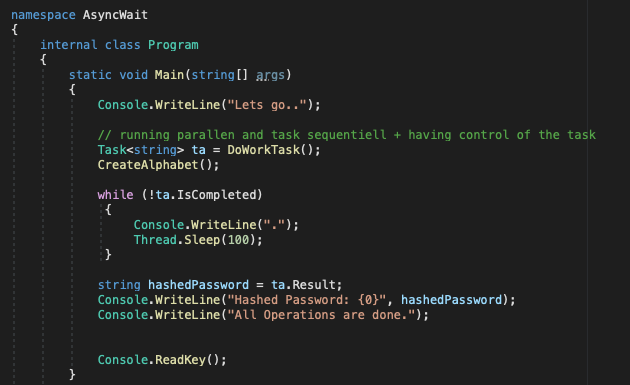 namespace AsyncWait
{
internal class Program
{
static void Main(string[] args)
{
Console.WriteLine("Lets go..");
// running parallen and task sequentiell + having control of the task
Task<string> ta = DoWorkTask();
CreateAlphabet();
while (!ta.IsCompleted)
{
Console.WriteLine(".");
Thread.Sleep(100);
}
string hashedPassword = ta.Result;
Console.WriteLine("Hashed Password: {0}", hashedPassword);
Console.WriteLine("All Operations are done.");
Console.ReadKey();
}